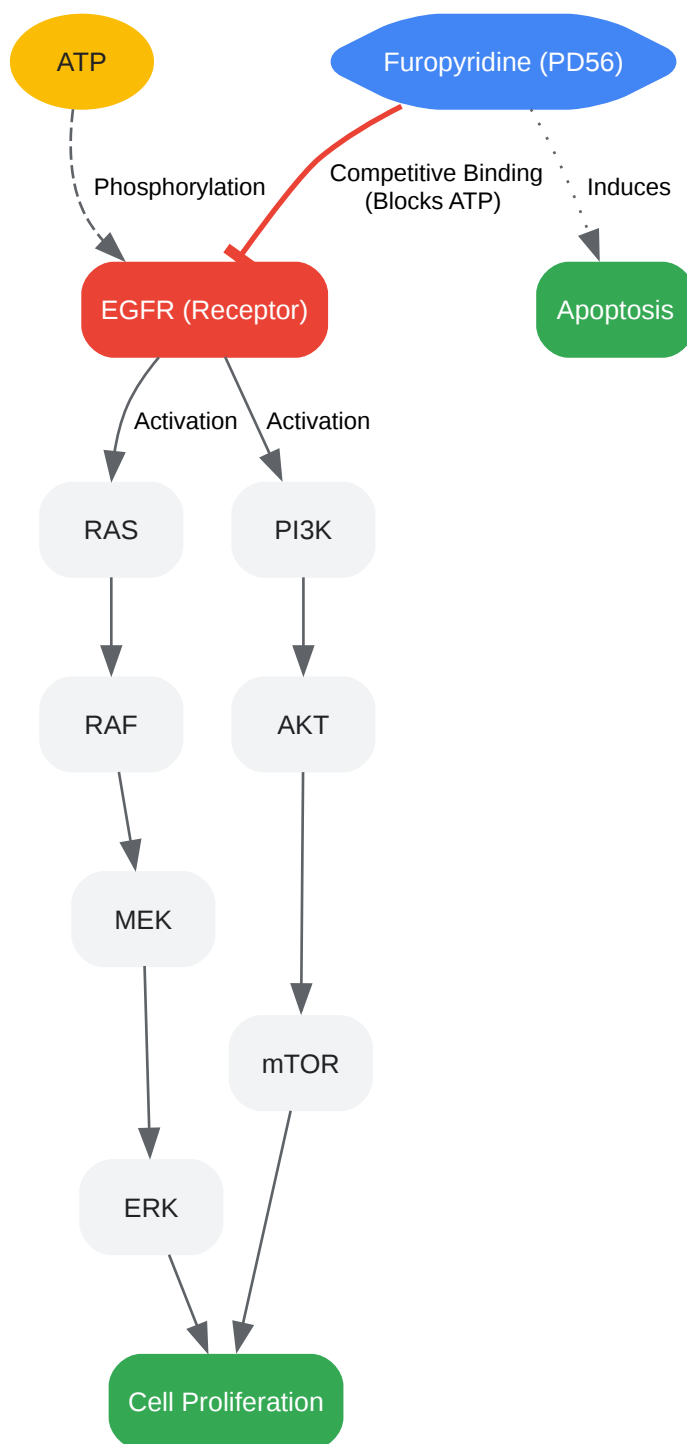 ATP
Furopyridine (PD56)
Phosphorylation
Competitive Binding
(Blocks ATP)
Induces
EGFR (Receptor)
Apoptosis
Activation
Activation
RAS
PI3K
RAF
AKT
MEK
mTOR
ERK
Cell Proliferation